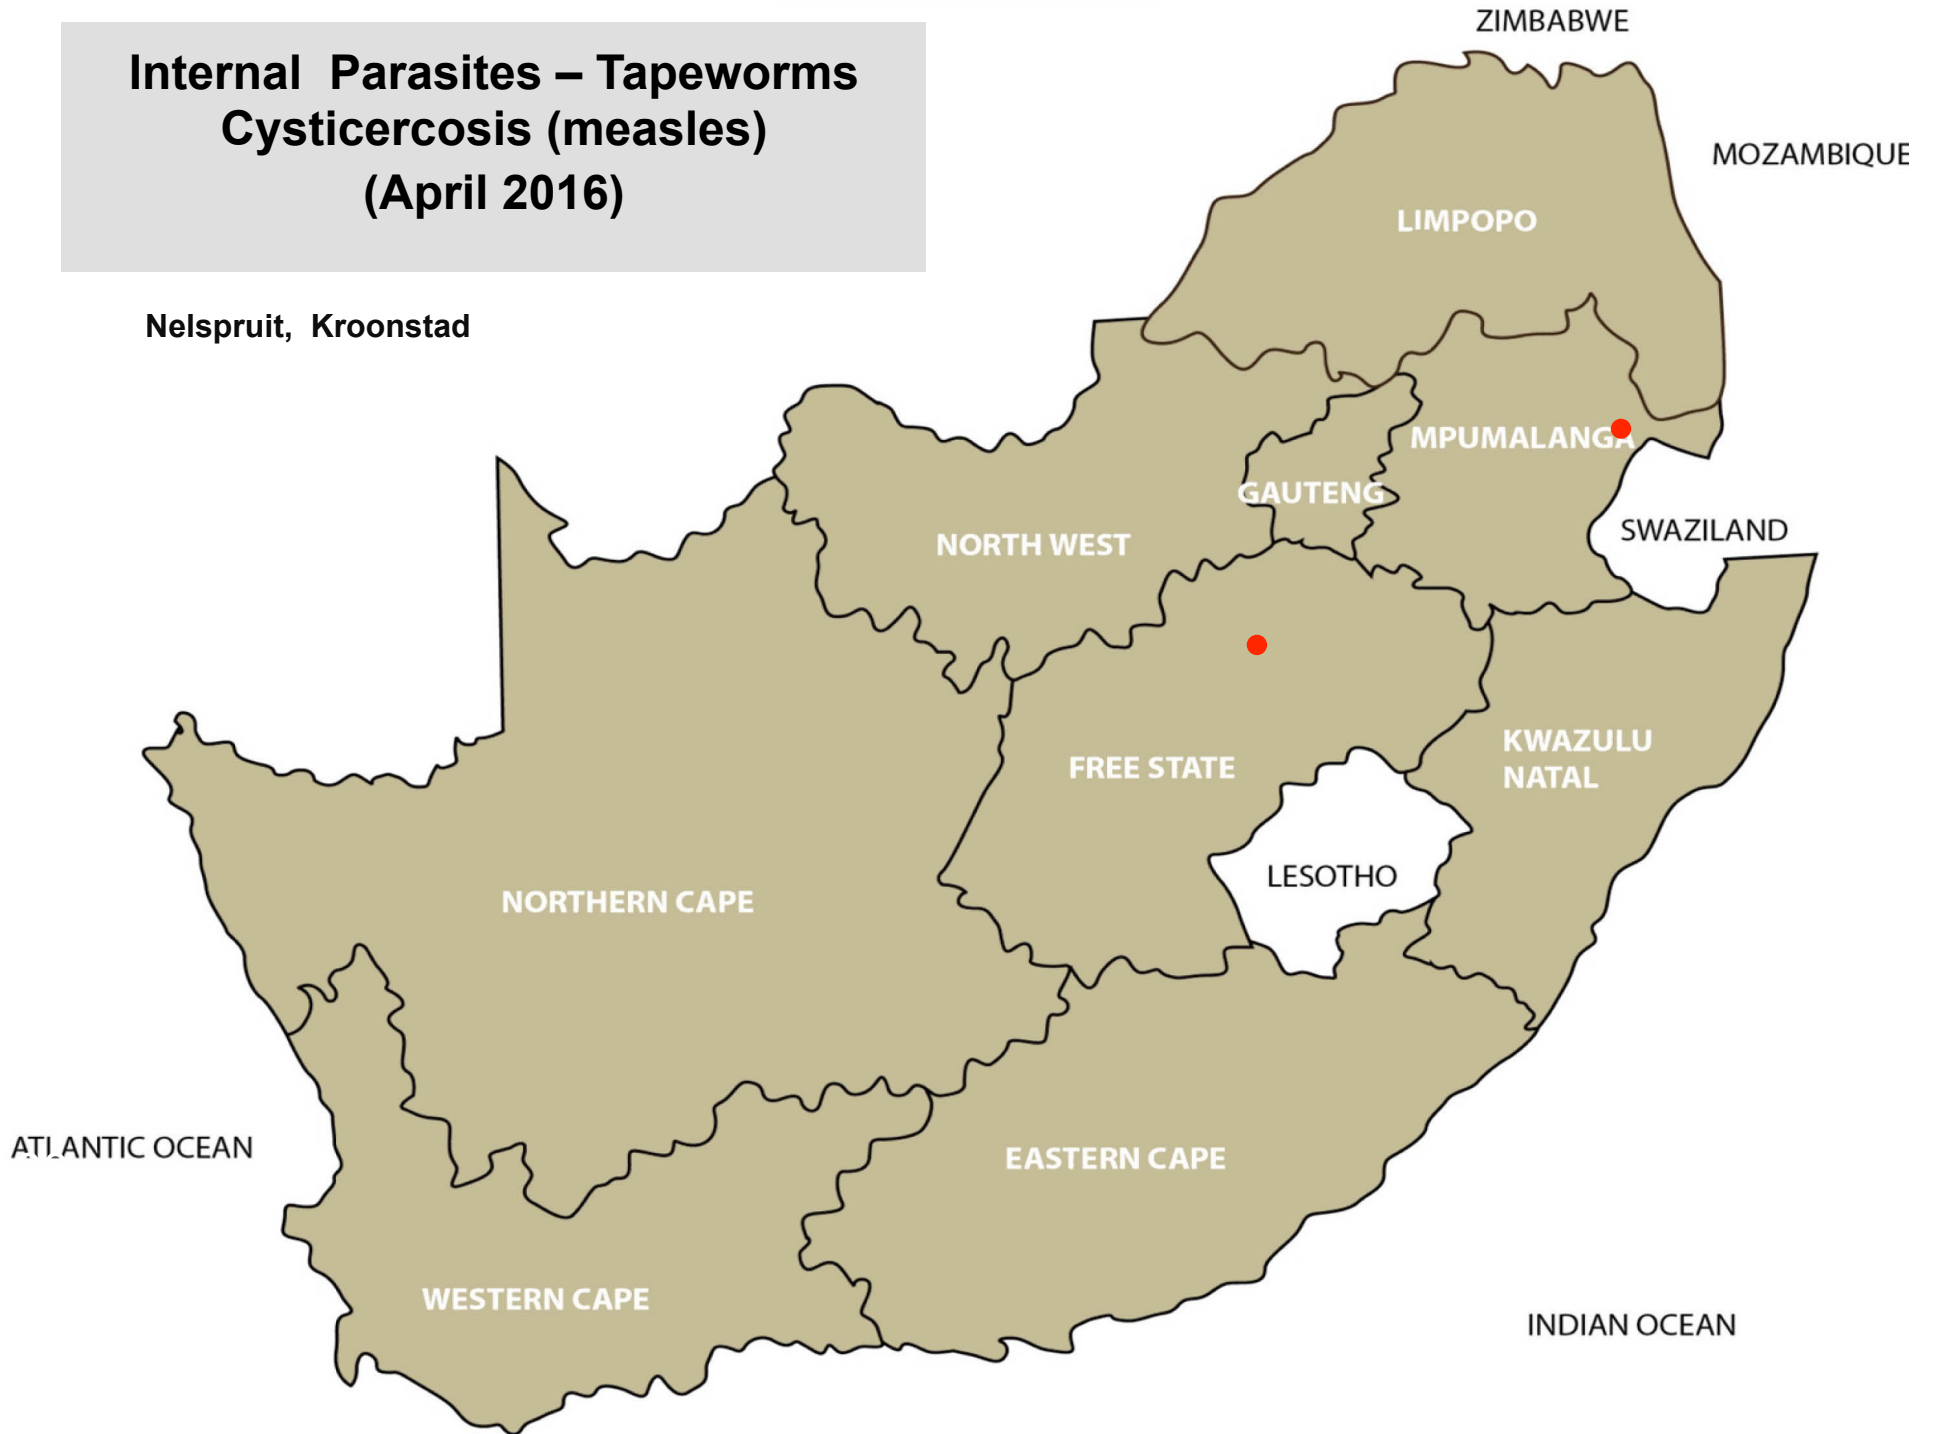 Internal Parasites – Tapeworms
Cysticercosis (measles)
(April 2016)
Nelspruit, Kroonstad
ZIMBABWE
MOZAMBIQUE
LIMPOPO
MPUMALANGA
GAUTENG
SWAZILAND
NORTH WEST
KWAZULU
NATAL
FREE STATE
LESOTHO
NORTHERN CAPE
ATLANTIC OCEAN
EASTERN CAPE
WESTERN CAPE
INDIAN OCEAN